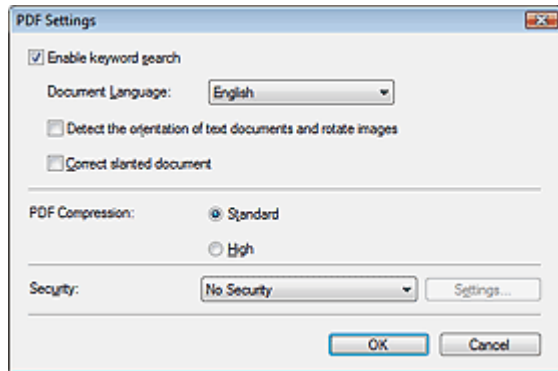 PDF Settings
Enable keyword search
Document Language: English
Detect the orientation of text documents and rotate images
Correct slanted document
PDF Compression: Standard
High
Security: No Security Settings...
OK Cancel